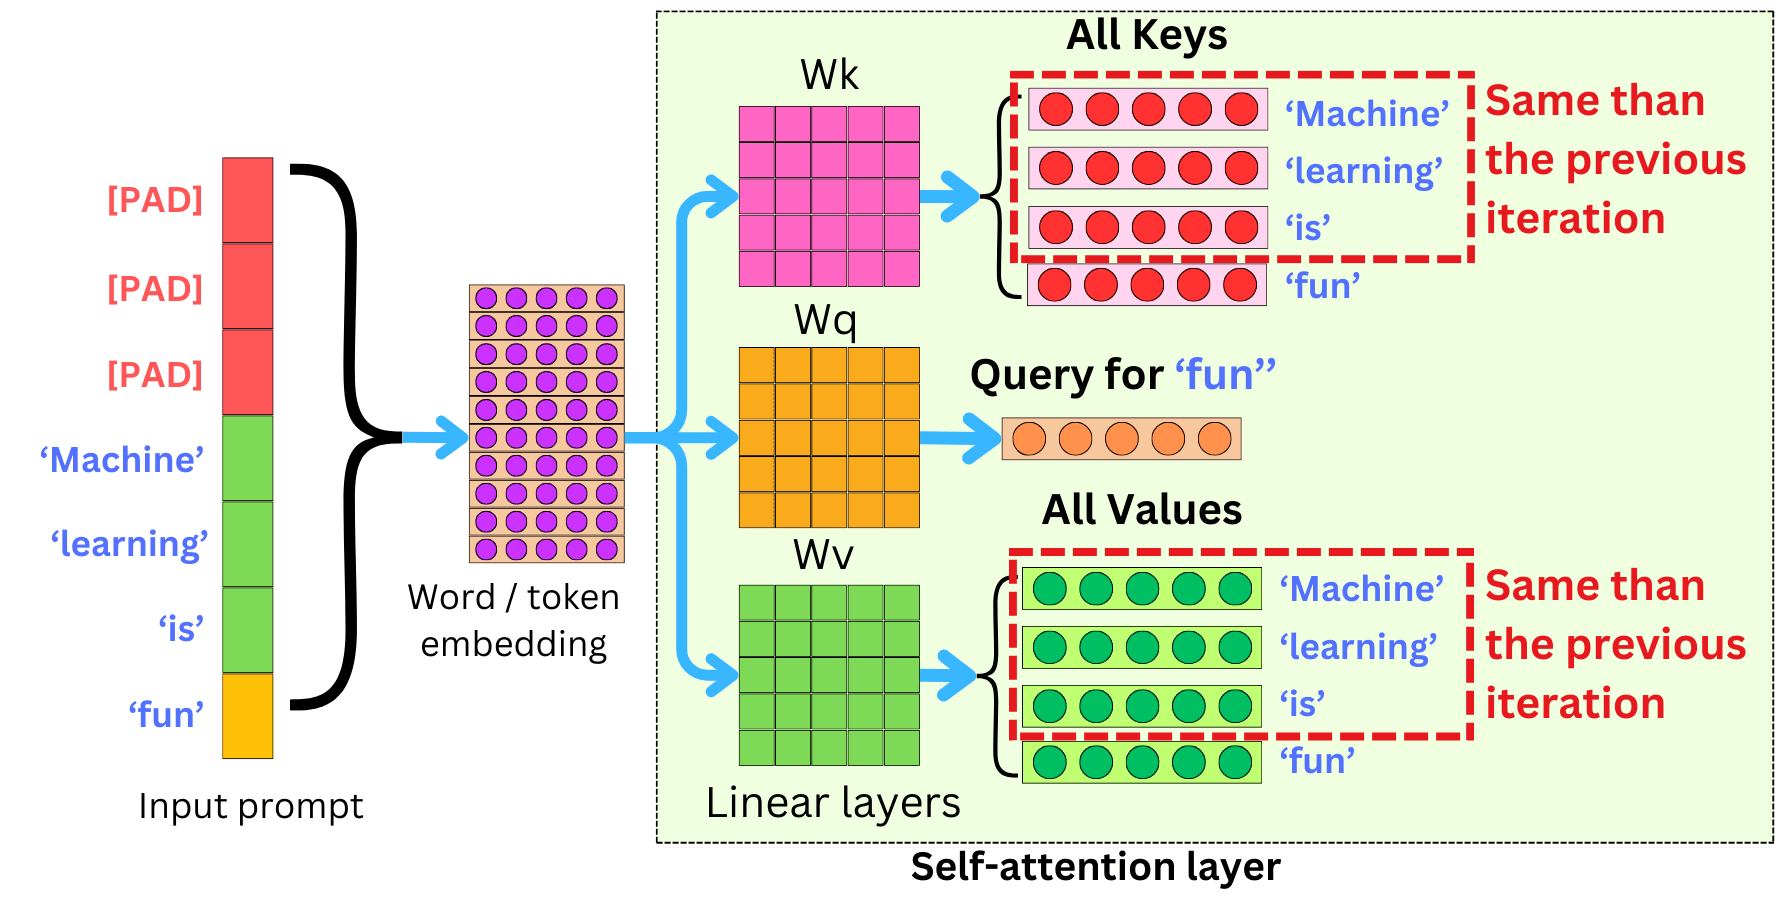 [PAD]
[PAD]
[PAD]
‘Machine’
‘learning’
‘is’
‘fun’
Input prompt
Word / token
embedding
Wk
Wq
Wv
Linear layers
All Keys
‘Machine’
‘learning’
‘is’
‘fun’
Same than
the previous
iteration
Query for ‘fun’’
All Values
‘Machine’
‘learning’
‘is’
‘fun’
Same than
the previous
iteration
Self-attention layer